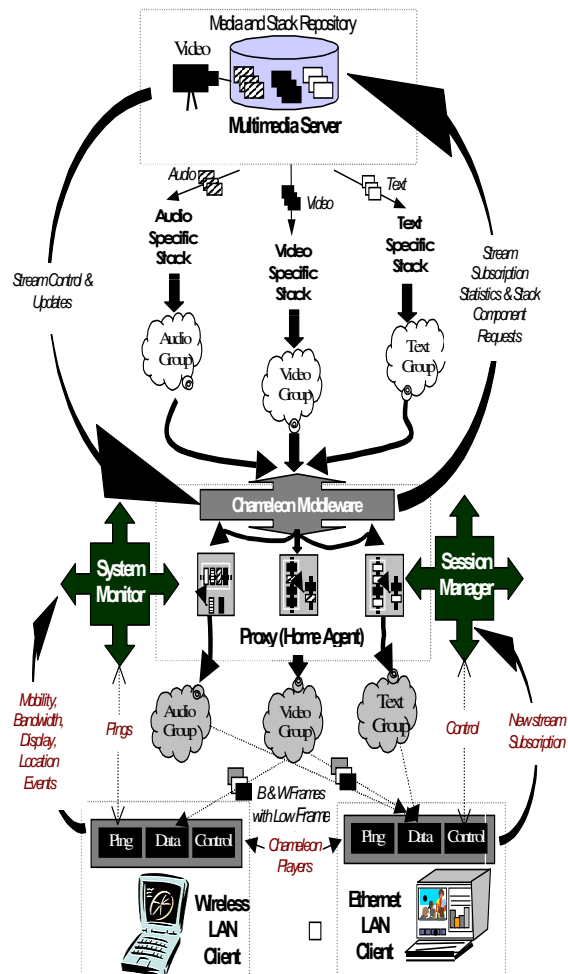 Media and Stack Repository
Video
Multimedia Server
Audio
Video
Text
Audio
Specific
Stack
Video
Specific
Stack
Text
Specific
Stack
Stream Control &
Updates
Stream
Subscription
Statistics & Stack
Component
Requests
Audio
Group)
Video
Group)
Text
Group)
Chameleon Middleware
System
Monitor
Session
Manager
Proxy (Home Agent)
Mobility,
Bandwidth,
Display,
Location
Events
Pings
Audio
Group)
Video
Group)
Text
Group)
Control
New stream
Subscription
B & W Frames
with Low Frame
Ping
Data
Control
Chameleon
Players
Ping
Data
Control
Wireless
LAN
Client
Ethernet
LAN
Client